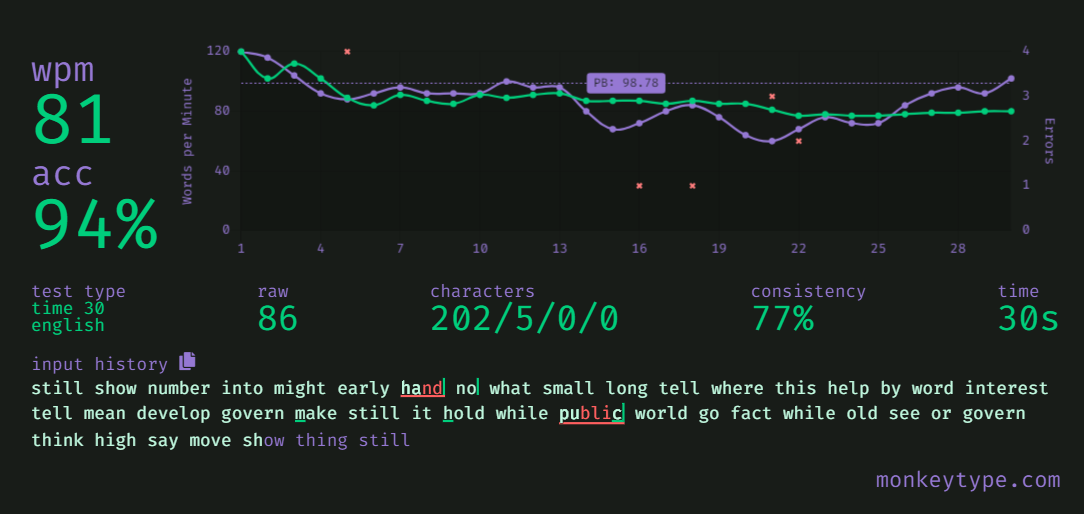 wpm
81
acc
94%
Words per Minute
120
80
40
0
PB: 98.78
4
3
2
1
0
Errors
1 4 7 10 13 16 19 22 25 28
test type
time 30
english
raw
86
characters
202/5/0/0
consistency
77%
time
30s
input history
still show number into might early hand no what small long tell where this help by word interest
tell mean develop govern make still it hold while public world go fact while old see or govern
think high say move show thing still
monkeytype.com